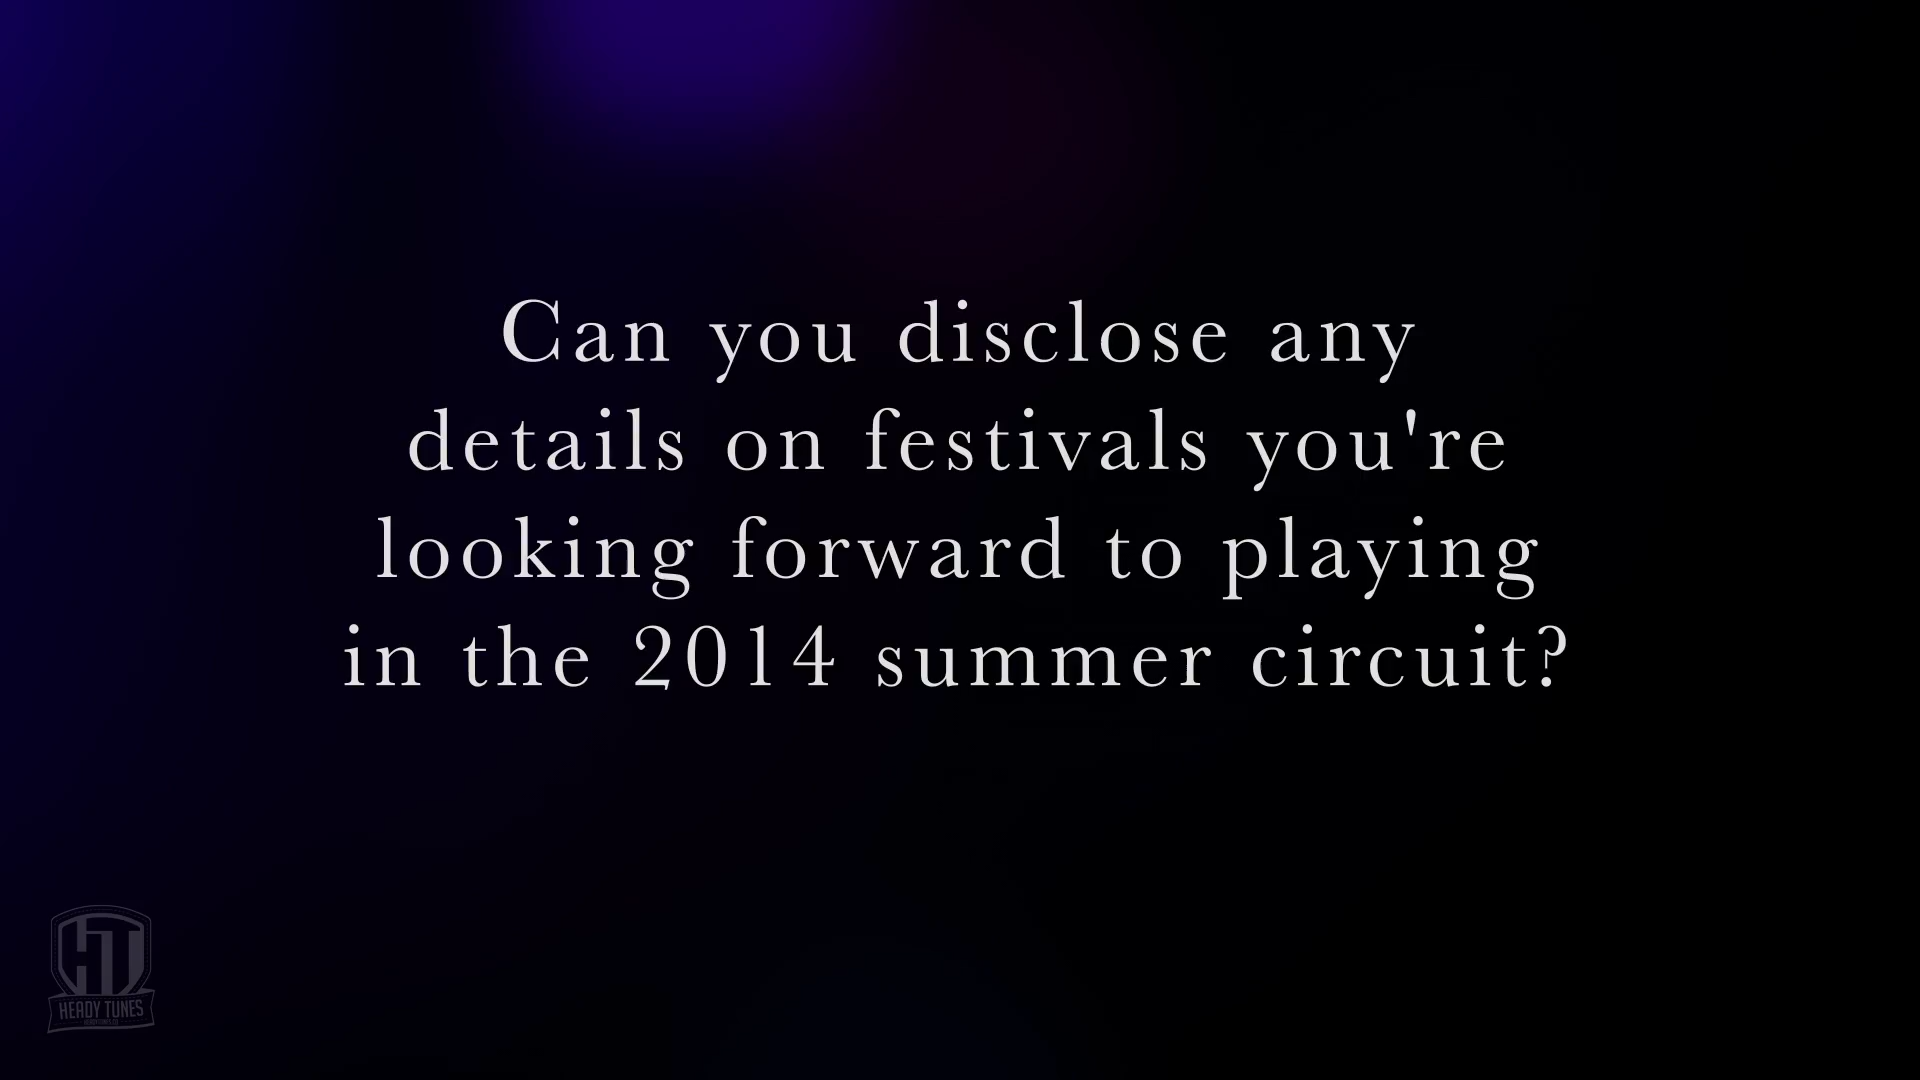 Can you disclose any
details on festivals you're
looking forward to playing
in the 2014 summer circuit?
HT
HEADY TUNES